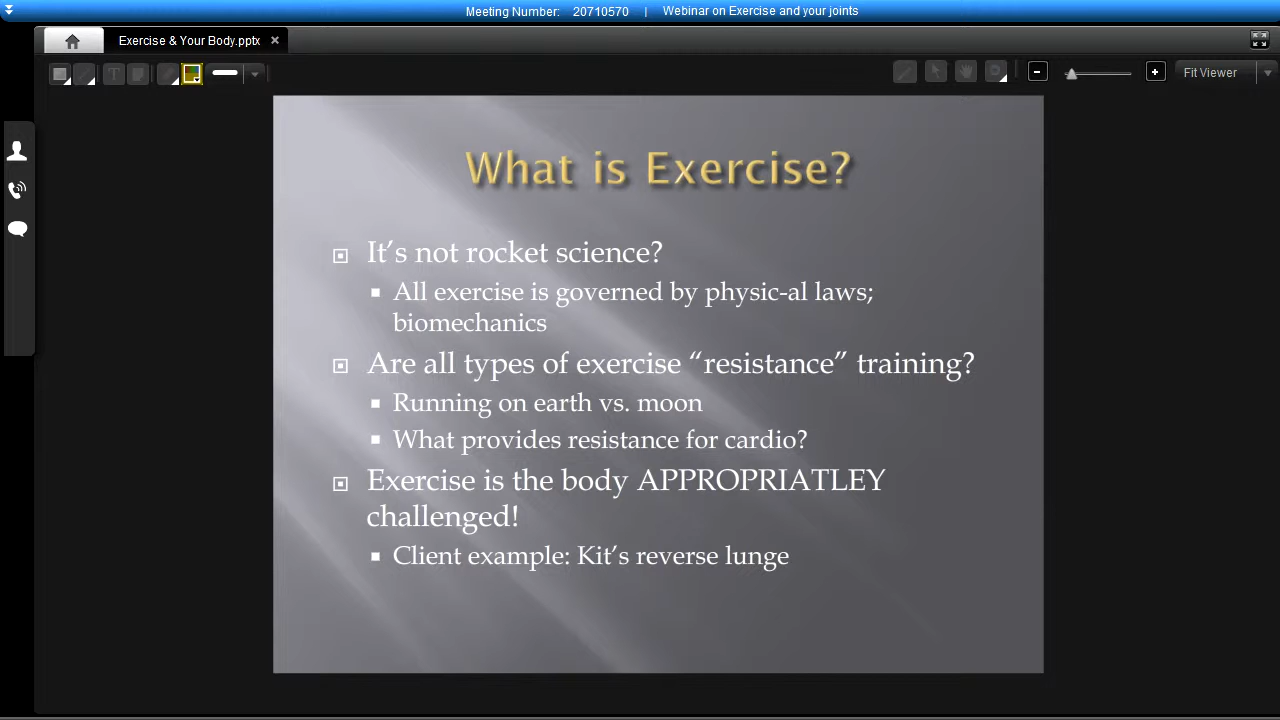 Meeting Number: 20710570 | Webinar on Exercise and your joints
Exercise & Your Body.pptx
Fit Viewer
What is Exercise?
It's not rocket science?
All exercise is governed by physic-al laws;
biomechanics
Are all types of exercise “resistance” training?
Running on earth vs. moon
What provides resistance for cardio?
Exercise is the body APPROPRIATLEY
challenged!
Client example: Kit's reverse lunge